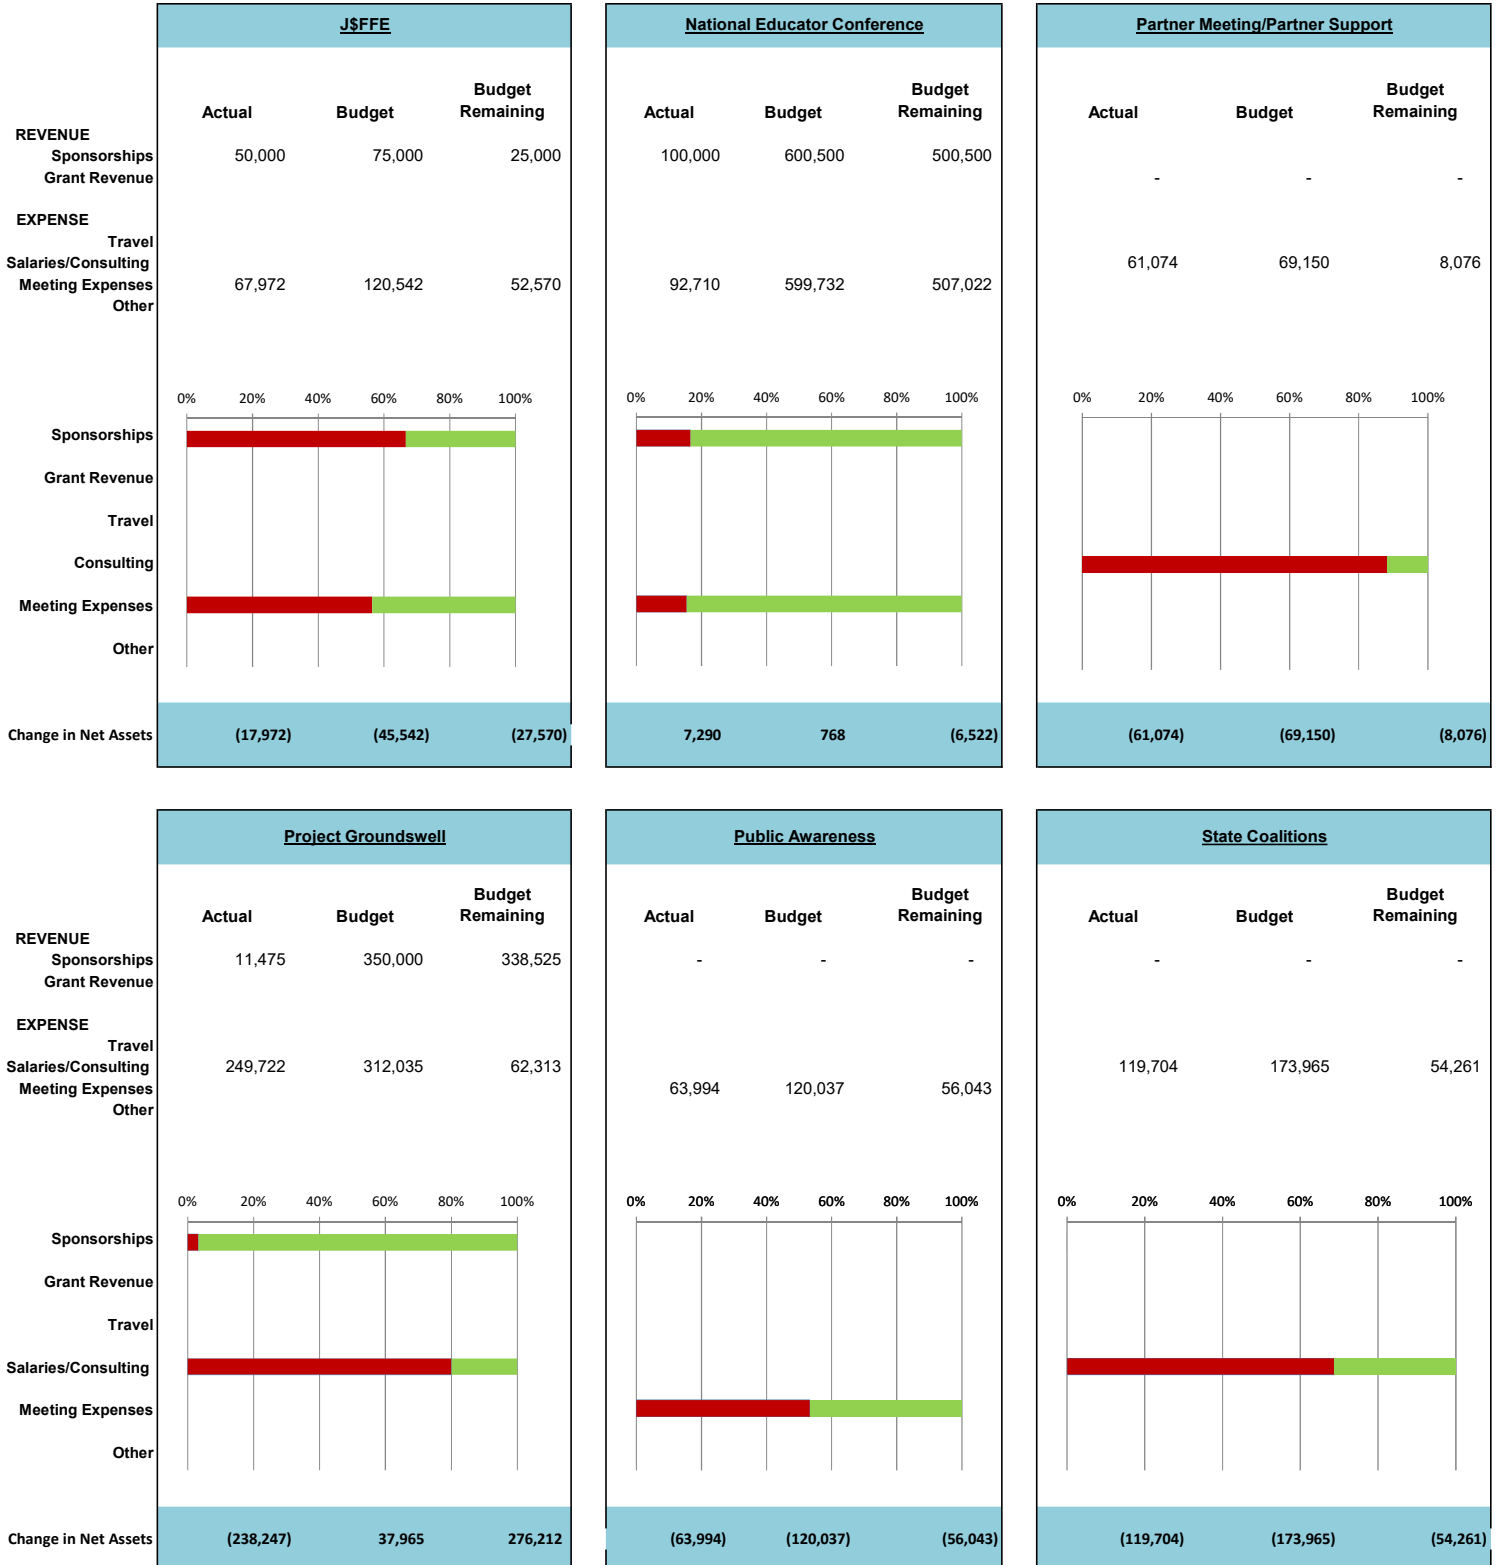 J$FFE National Educator Conference Partner Meeting/Partner Support
Budget Budget Budget
Actual Budget Remaining Actual Budget Remaining Actual Budget Remaining
REVENUE
Sponsorships 50,000 75,000 25,000 100,000 600,500 500,500
Grant Revenue - - -
EXPENSE
Travel
Salaries/Consulting 61,074 69,150 8,076
Meeting Expenses 67,972 120,542 52,570 92,710 599,732 507,022
Other
0% 20% 40% 60% 80% 100% 0% 20% 40% 60% 80% 100% 0% 20% 40% 60% 80% 100%
Sponsorships
Grant Revenue
Travel
Consulting
Meeting Expenses
Other
Change in Net Assets (17,972) (45,542) (27,570) 7,290 768 (6,522) (61,074) (69,150) (8,076)
Project Groundswell Public Awareness State Coalitions
Budget Budget Budget
Actual Budget Remaining Actual Budget Remaining Actual Budget Remaining
REVENUE
Sponsorships 11,475 350,000 338,525 - - - - - -
Grant Revenue
EXPENSE
Travel
Salaries/Consulting 249,722 312,035 62,313 119,704 173,965 54,261
Meeting Expenses 63,994 120,037 56,043
Other
0% 20% 40% 60% 80% 100% 0% 20% 40% 60% 80% 100% 0% 20% 40% 60% 80% 100%
Sponsorships
Grant Revenue
Travel
Salaries/Consulting
Meeting Expenses
Other
Change in Net Assets (238,247) 37,965 276,212 (63,994) (120,037) (56,043) (119,704) (173,965) (54,261)